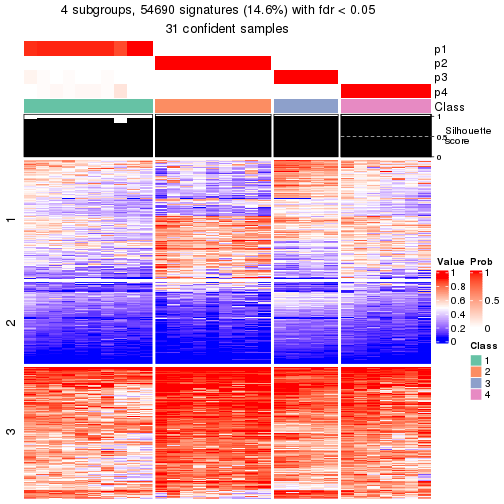 4 subgroups, 54690 signatures (14.6%) with fdr < 0.05
31 confident samples
p1
p2
p3
p4
Class
1
0.5
0
Silhouette
score
1
2
3
Value
1
0.8
0.6
0.4
0.2
0
Prob
1
0.5
0
Class
1
2
3
4